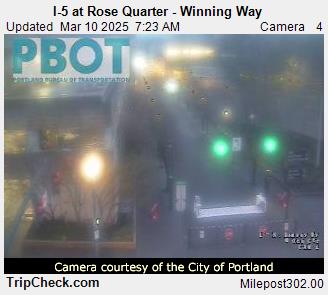 I-5 at Rose Quarter - Winning Way
Updated Mar 10 2025 7:23 AM Camera 4
PBOT
PORTLAND BUREAU OF TRANSPORTATION
Camera courtesy of the City of Portland
TripCheck.com Milepost302.00